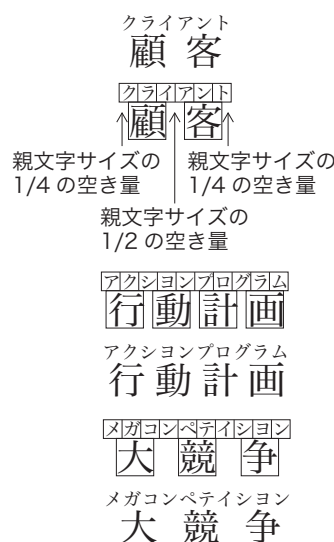 クライアント
顧客
クライアント
顧客
親文字サイズの 親文字サイズの
1/4 の空き量 1/4 の空き量
親文字サイズの
1/2 の空き量
アクションプログラム
行動計画
アクションプログラム
行動計画
メガコンペテイシヨン
大競争
メガコンペテイシヨン
大競争